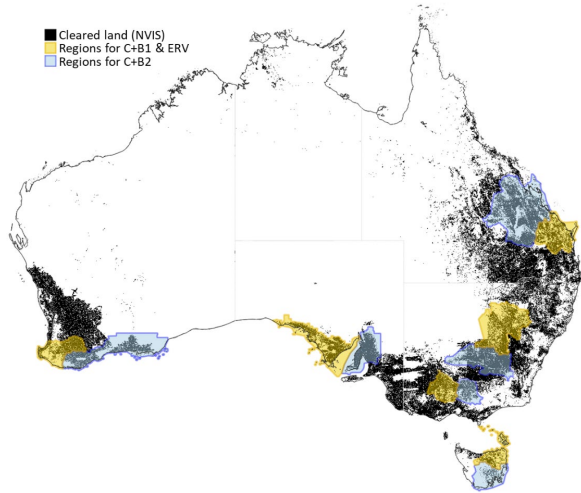 Cleared land (NVIS)
Regions for C+B1 & ERV
Regions for C+B2